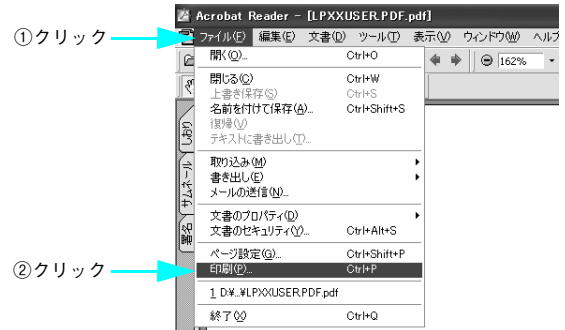 Acrobat Reader - [LPXXUSER.PDF.pdf]
①クリック
ファイル(F) 編集(E) 文書(D) ツール(T) 表示(V) ウィンドウ(W) ヘルプ
開く(O)... Ctrl+O
162%
閉じる(C) Ctrl+W
上書き保存(S) Ctrl+S
名前を付けて保存(A)... Ctrl+Shift+S
復帰(V)
テキストに書き出し(T)...
しおり
取り込み(M)
書き出し(E)
メールの送信(N)...
サムネール
文書のプロパティ(D)
文書のセキュリティ(Y)... Ctrl+Alt+S
署名
ページ設定(G)... Ctrl+Shift+P
②クリック
印刷(P)... Ctrl+P
1 D:¥...¥LPXXUSER.PDF.pdf
終了(X) Ctrl+Q